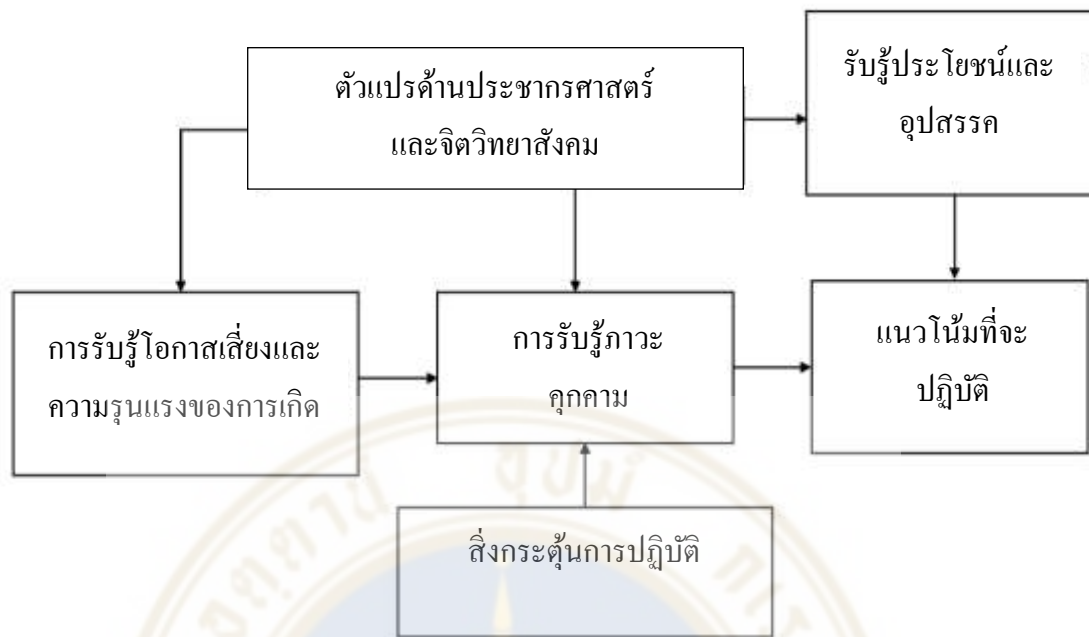 ตัวแปรด้านประชากรศาสตร์
และจิตวิทยาสังคม
รับรู้ประโยชน์และ
อุปสรรค
การรับรู้โอกาสเสี่ยงและ
ความรุนแรงของการเกิด
การรับรู้ภาวะ
คุกคาม
แนวโน้มที่จะ
ปฏิบัติ
สิ่งกระตุ้นการปฏิบัติ